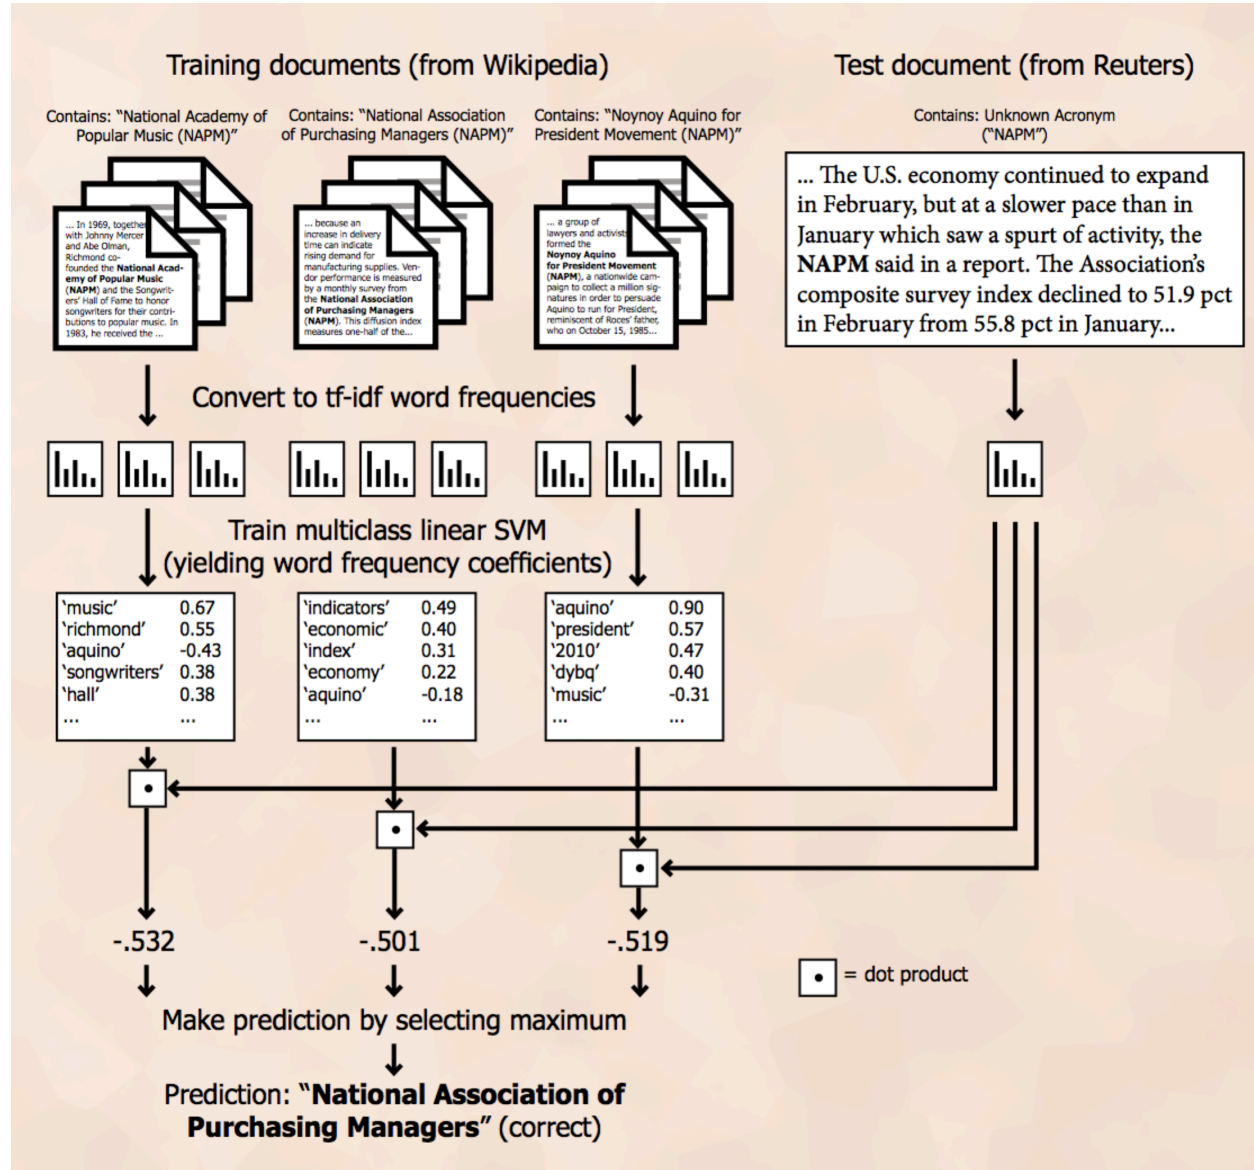 Training documents (from Wikipedia)
Test document (from Reuters)
Contains: “National Academy of
Popular Music (NAPM)”
Contains: “National Association
of Purchasing Managers (NAPM)”
Contains: “Noynoy Aquino for
President Movement (NAPM)”
Contains: Unknown Acronym
(“NAPM”)
... In 1969, together
with Johnny Mercer
and Abe Olman,
Richmond co-
founded the National Acad-
emy of Popular Music
(NAPM) and the Songwrit-
ers’ Hall of Fame to honor
songwriters for their contri-
butions to popular music. In
1983, he received the ...
... because an
increase in delivery
time can indicate
rising demand for
manufacturing supplies. Ven-
dor performance is measured
by a monthly survey from
the National Association
of Purchasing Managers
(NAPM). This diffusion index
measures one-half of the...
... a group of
lawyers and activists
formed the
Noynoy Aquino
for President Movement
(NAPM), a nationwide cam-
paign to collect a million sig-
natures in order to persuade
Aquino to run for President,
reminiscent of Roces’ father,
who on October 15, 1985...
... The U.S. economy continued to expand
in February, but at a slower pace than in
January which saw a spurt of activity, the
NAPM said in a report. The Association’s
composite survey index declined to 51.9 pct
in February from 55.8 pct in January...
Convert to tf-idf word frequencies
Train multiclass linear SVM
(yielding word frequency coefficients)
‘music’ 0.67
‘richmond’ 0.55
‘aquino’ -0.43
‘songwriters’ 0.38
‘hall’ 0.38
... ...
‘indicators’ 0.49
‘economic’ 0.40
‘index’ 0.31
‘economy’ 0.22
‘aquino’ -0.18
... ...
‘aquino’ 0.90
‘president’ 0.57
‘2010’ 0.47
‘dybq’ 0.40
‘music’ -0.31
... ...
-.532
-.501
-.519
= dot product
Make prediction by selecting maximum
Prediction: “National Association of
Purchasing Managers” (correct)